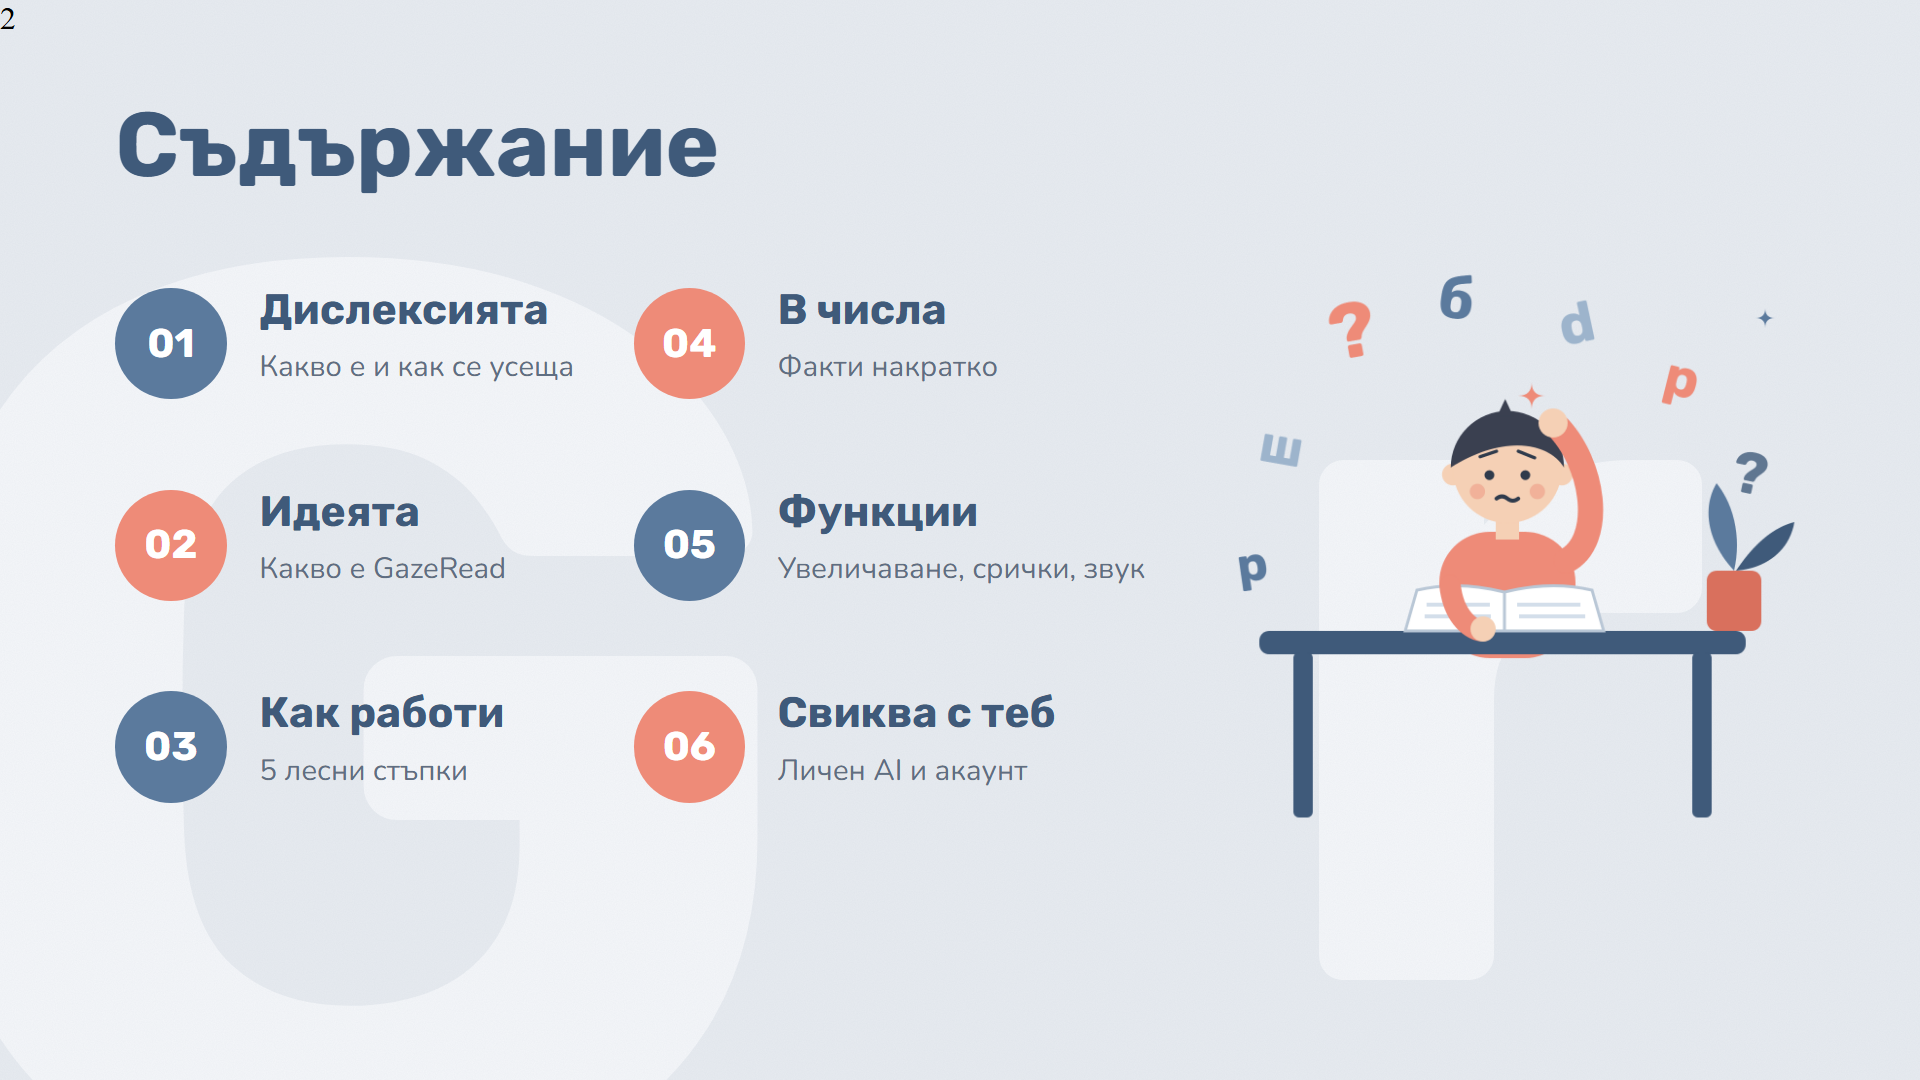 2
Съдържание
01
Дислексията
Какво е и как се усеща
02
Идеята
Какво е GazeRead
03
Как работи
5 лесни стъпки
04
В числа
Факти накратко
05
Функции
Увеличаване, срички, звук
06
Свиква с теб
Личен AI и акаунт
?
б
d
р
ш
?
р
G
г